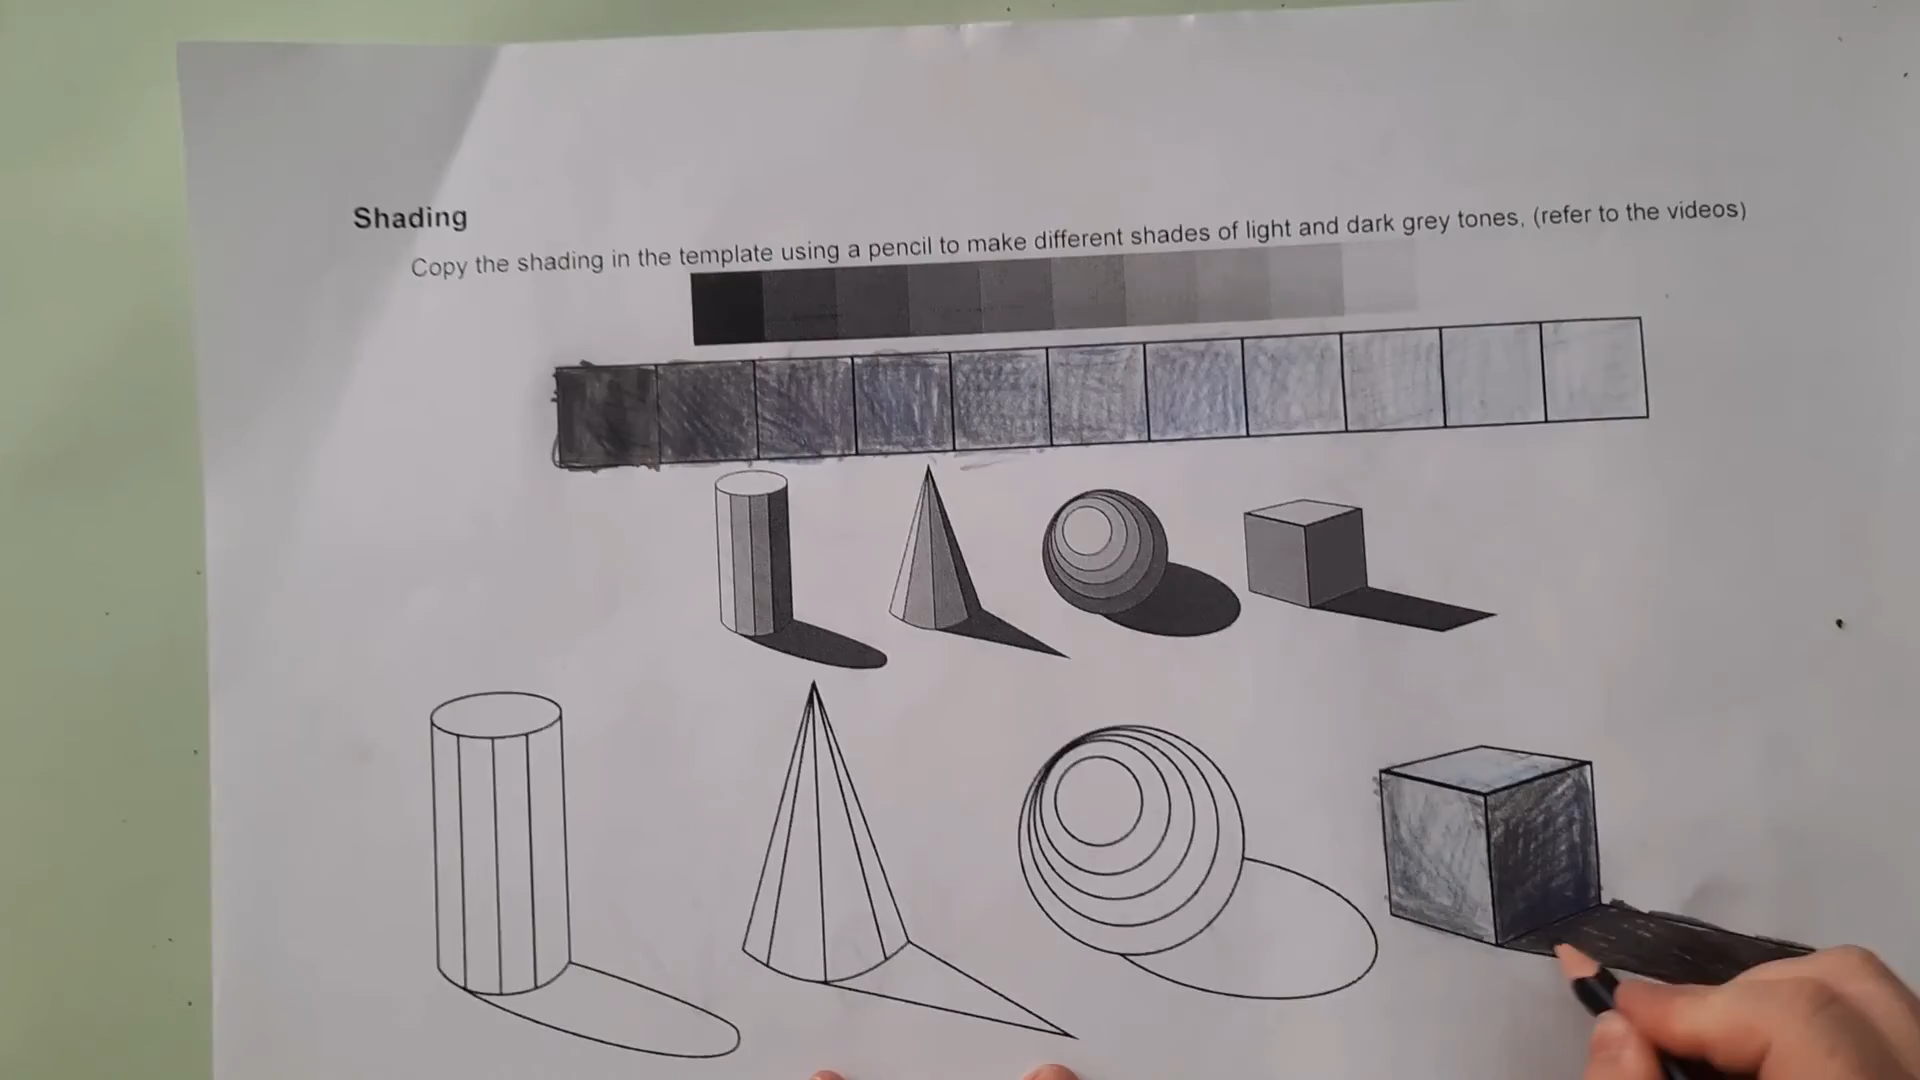 Shading
Copy the shading in the template using a pencil to make different shades of light and dark grey tones, (refer to the videos)